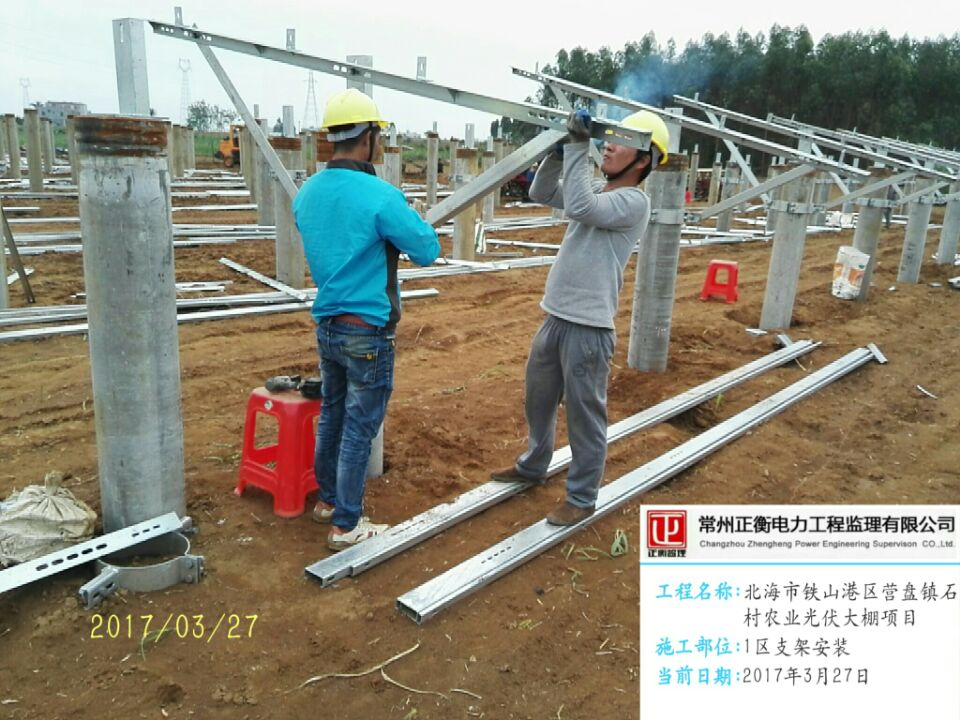 常州正衡电力工程监理有限公司
Changzhou Zhengheng Power Engineering Supervision CO.,Ltd.
正衡监理
工程名称:北海市铁山港区营盘镇石
村农业光伏大棚项目
施工部位:1区支架安装
当前日期:2017年3月27日
2017/03/27